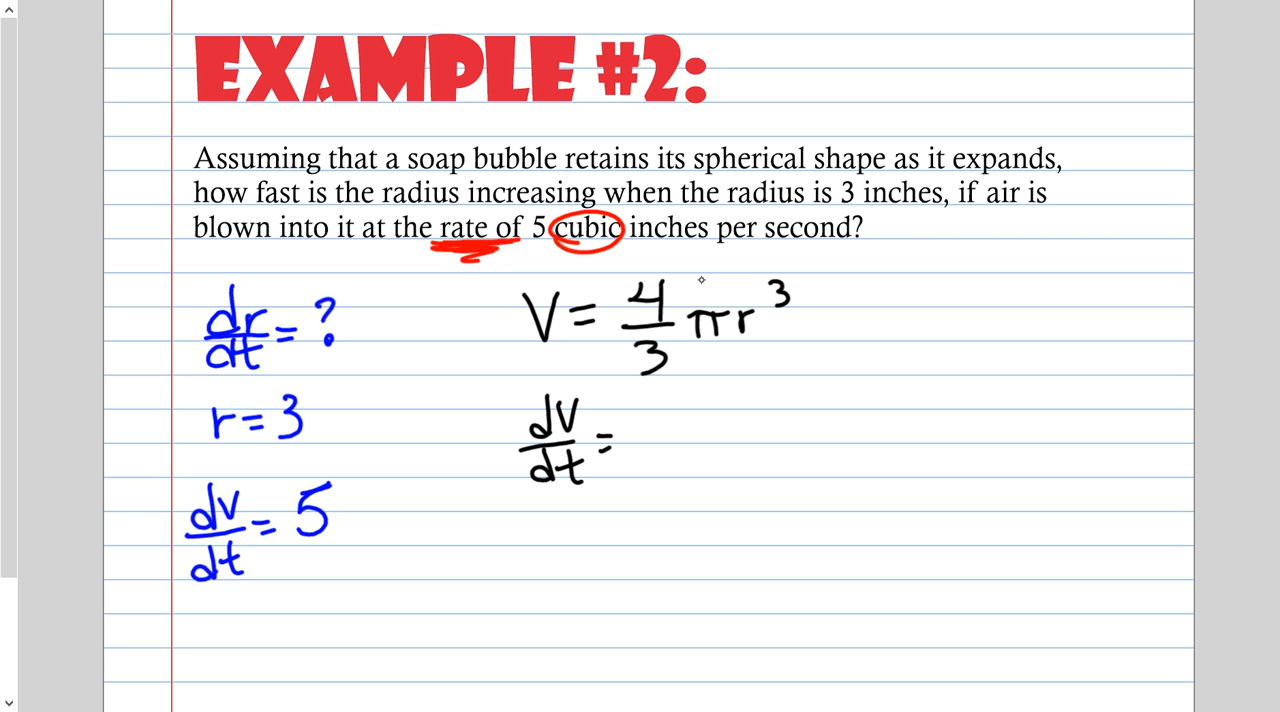 EXAMPLE #2:
Assuming that a soap bubble retains its spherical shape as it expands,
how fast is the radius increasing when the radius is 3 inches, if air is
blown into it at the rate of 5 cubic inches per second?
dr/dt = ?
r = 3
dv/dt = 5
V = 4/3 πr³
dV/dt =